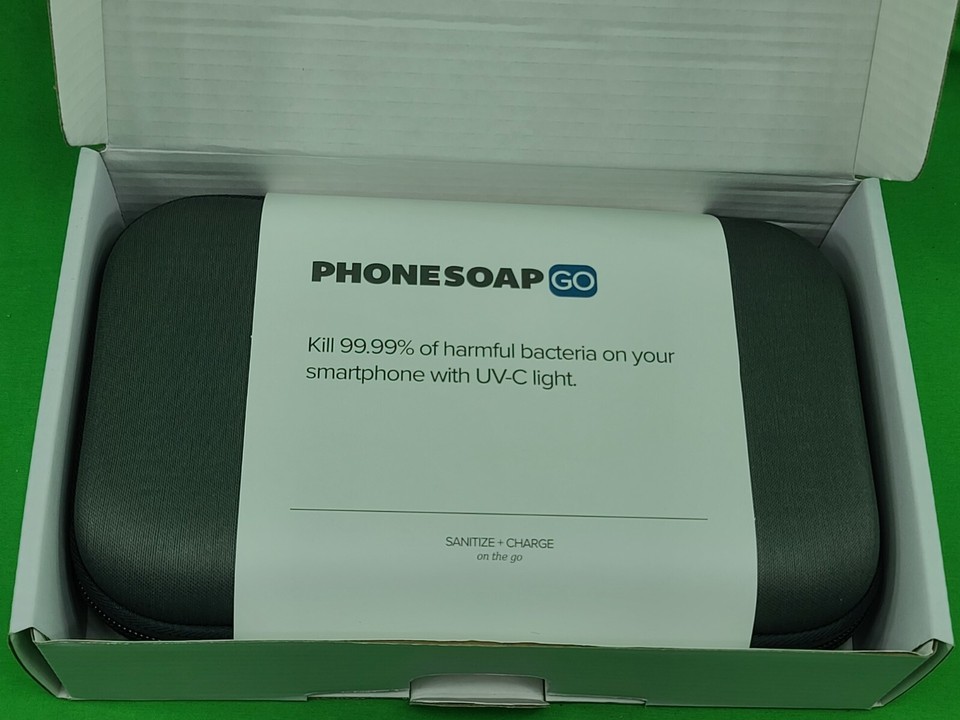 PHONESOAP GO
Kill 99.99% of harmful bacteria on your
smartphone with UV-C light.
SANITIZE + CHARGE
on the go